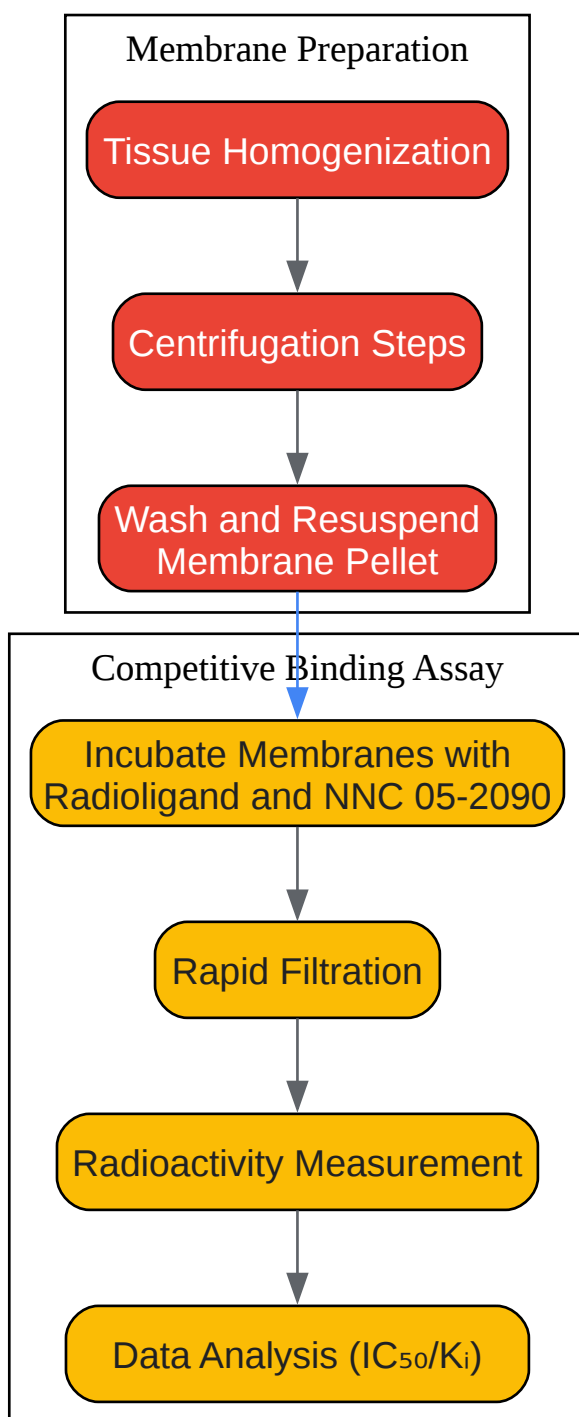 Membrane Preparation
Tissue Homogenization
Centrifugation Steps
Wash and Resuspend
Membrane Pellet
Competitive Binding Assay
Incubate Membranes with
Radioligand and NNC 05-2090
Rapid Filtration
Radioactivity Measurement
Data Analysis (IC₅₀/Kᵢ)